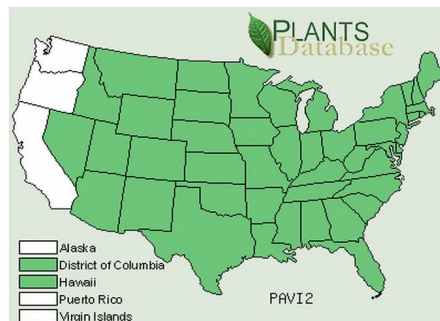 PLANTS
Database
Alaska
District of Columbia
Hawaii
Puerto Rico
Virgin Islands
PAVI2